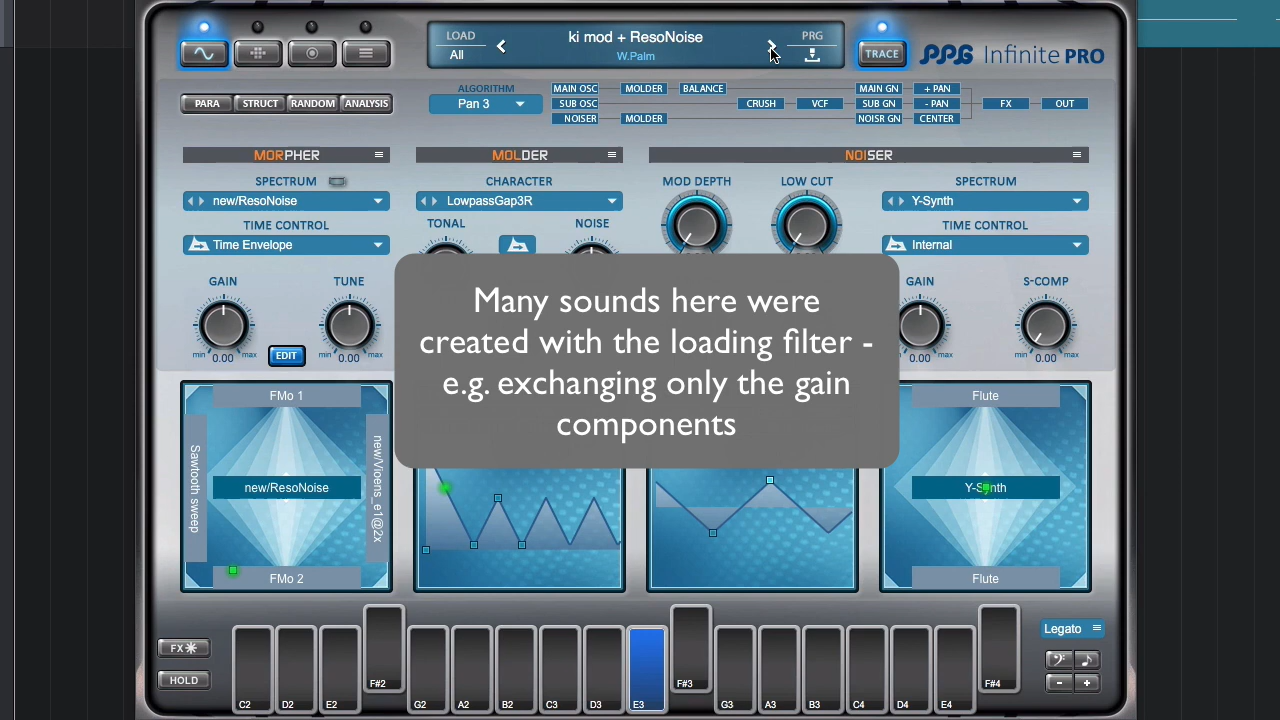 LOAD
All
ki mod + ResoNoise
W.Palm
PRG
TRACE
PPG Infinite PRO
PARA
STRUCT
RANDOM
ANALYSIS
ALGORITHM
Pan 3
MAIN OSC
MOLDER
BALANCE
MAIN GN
+ PAN
SUB OSC
CRUSH
VCF
SUB GN
- PAN
FX
OUT
NOISER
MOLDER
NOISR GN
CENTER
MORPHER
MOLDER
NOISER
SPECTRUM
new/ResoNoise
TIME CONTROL
Time Envelope
GAIN
TUNE
min 0.00 max
min 0.00 max
EDIT
CHARACTER
LowpassGap3R
TONAL
NOISE
MOD DEPTH
LOW CUT
SPECTRUM
Y-Synth
TIME CONTROL
Internal
GAIN
S-COMP
0.00 max
min 0.00 max
Many sounds here were
created with the loading filter -
e.g. exchanging only the gain
components
FMo 1
Sawtooth sweep
new/ResoNoise
new/Vioens_e1@2x
FMo 2
Flute
Y-Synth
Flute
Legato
FX
HOLD
C2
D2
E2
F#2
G2
A2
B2
C3
D3
E3
F#3
G3
A3
B3
C4
D4
E4
F#4
-
+